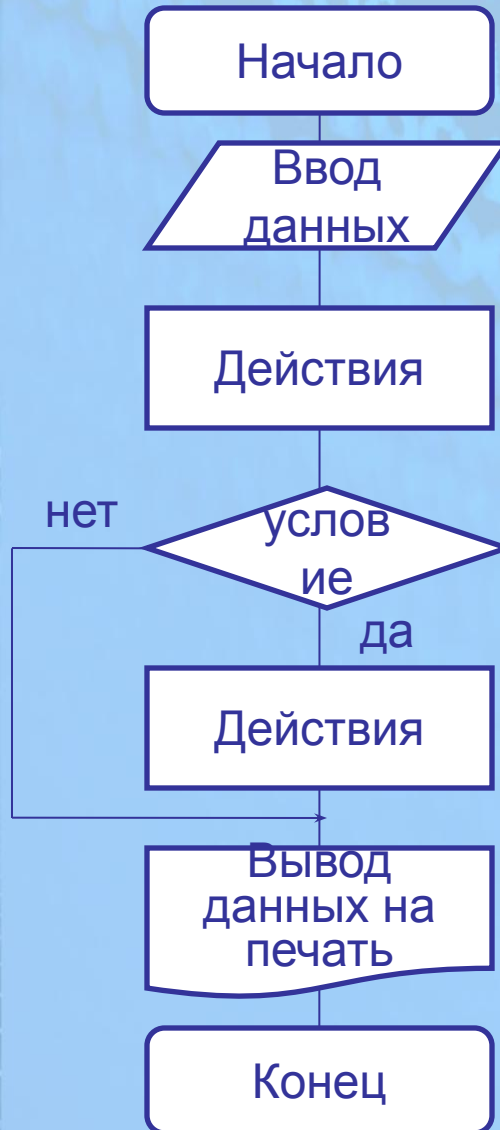 Начало
Ввод
данных
Действия
нет
услов
ие
да
Действия
Вывод
данных на
печать
Конец